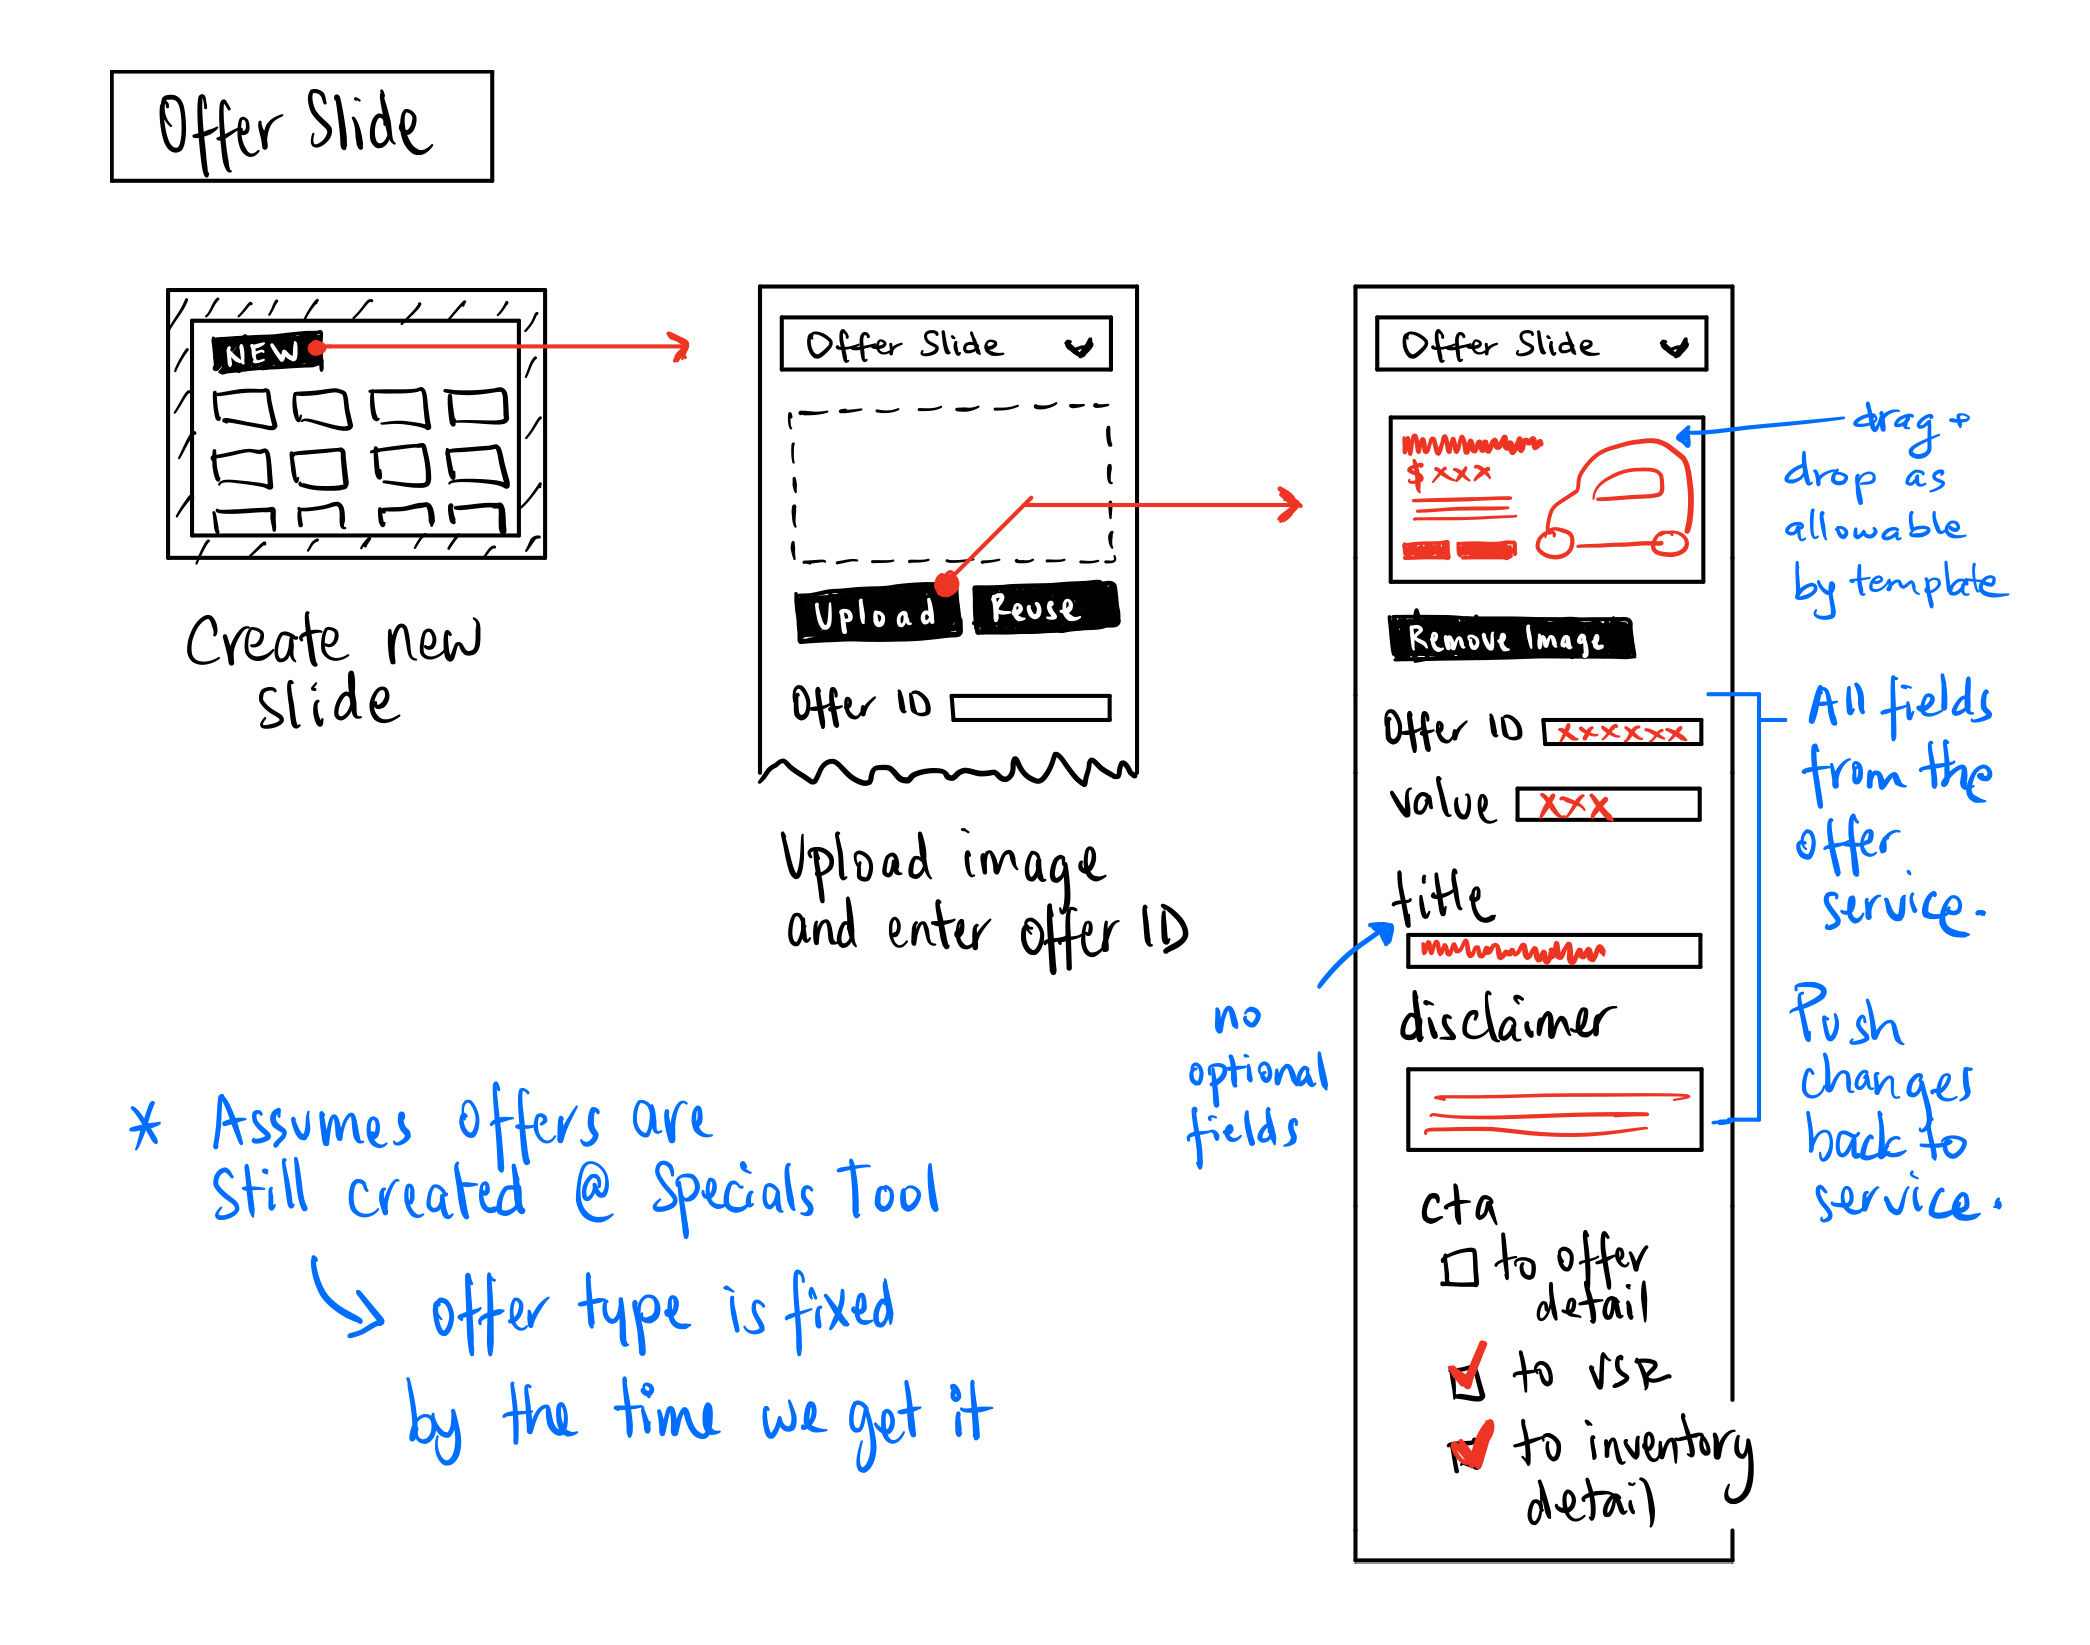 Offer Slide
NEW
Create new
slide
Offer Slide
Upload
Reuse
Offer ID
Upload image
and enter offer ID
Offer Slide
$xxx
Remove Image
Offer ID
xxxxxx
value
xxx
title
disclaimer
cta
to offer
detail
to VSR
to inventory
detail
drag +
drop as
allowable
by template
All fields
from the
offer
service.
Push
changes
back to
service.
no
optional
fields
* Assumes offers are
still created @ Specials Tool
offer type is fixed
by the time we get it